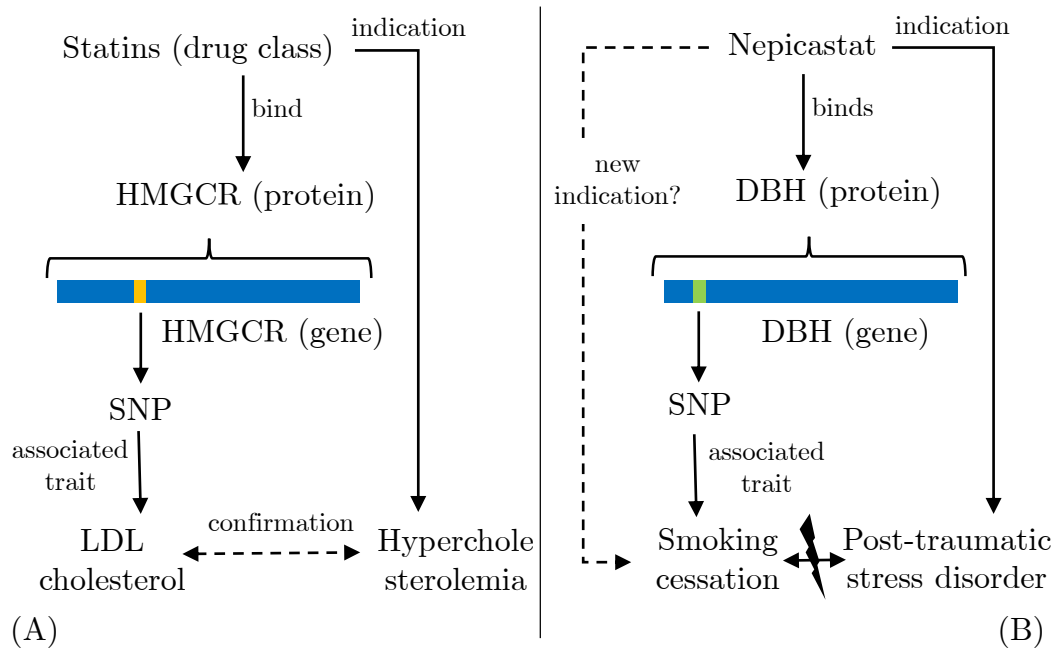 indication
Statins (drug class)
bind
HMGCR (protein)
HMGCR (gene)
SNP
associated
trait
LDL
cholesterol
confirmation
Hyperchole
sterolemia
(A)
indication
Nepicastat
binds
new
indication?
DBH (protein)
DBH (gene)
SNP
associated
trait
Smoking
cessation
Post-traumatic
stress disorder
(B)